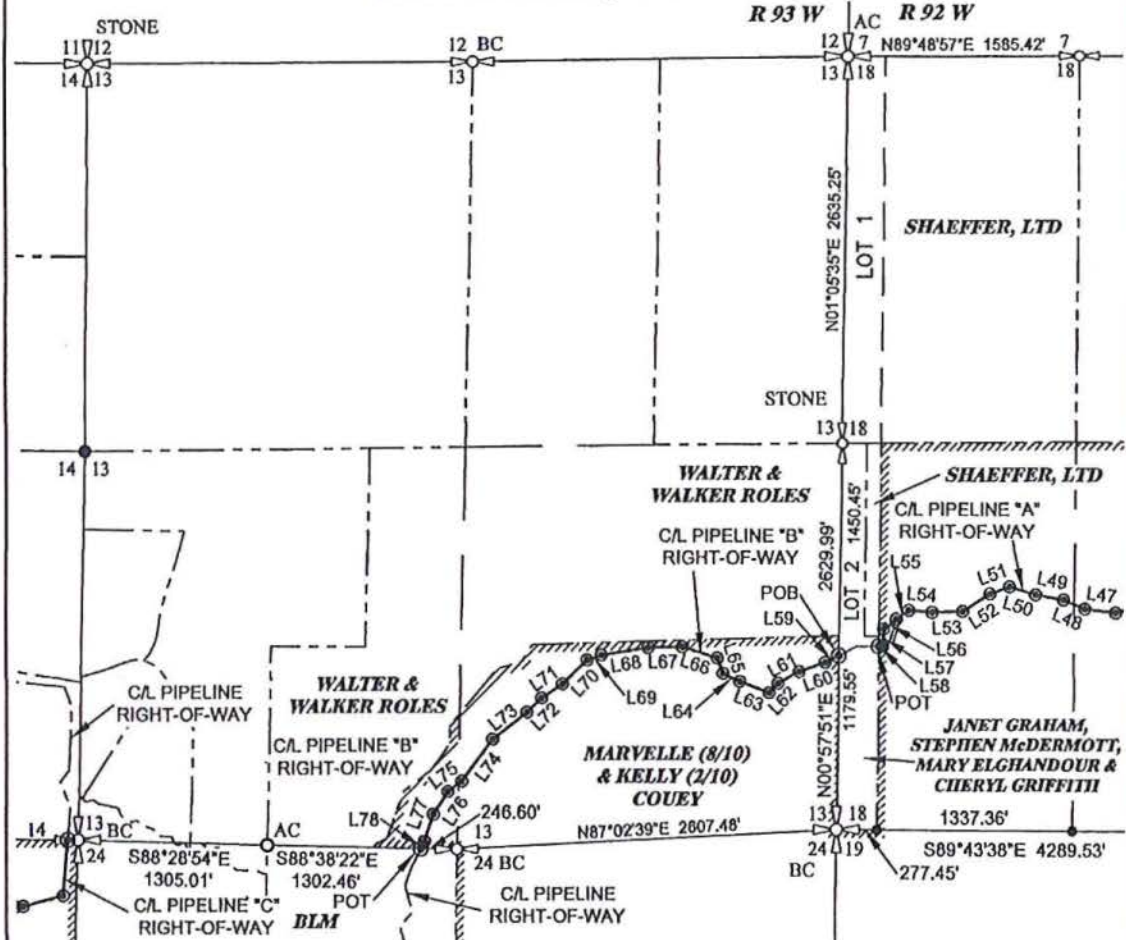 R 93 W
R 92 W
STONE
11 12
14 13
12 BC
13
AC
12 7
13 18
N89°48'57"E 1585.42'
7
18
N01°05'35"E 2635.25'
LOT 1
SHAEFFER, LTD
STONE
13 18
14 13
WALTER &
WALKER ROLES
2629.99'
LOT 2 1450.45'
SHAEFFER, LTD
C/L PIPELINE "A"
RIGHT-OF-WAY
C/L PIPELINE "B"
RIGHT-OF-WAY
POB
L59
L55
L54
L53
L52
L51
L50
L49
L48
L47
L56
L57
L58
POT
L60
L61
L62
L63
L64
L65
L66
L67
L68
L69
L70
L71
L72
L73
L74
L75
L76
L77
L78
C/L PIPELINE
RIGHT-OF-WAY
WALTER &
WALKER ROLES
C/L PIPELINE "B"
RIGHT-OF-WAY
MARVELLE (8/10)
& KELLY (2/10)
COUEY
N00°57'51"E
1179.55'
JANET GRAHAM,
STEPHEN McDERMOTT,
MARY ELGHANDOUR &
CHERYL GRIFFITH
246.60'
14
13 BC
24
AC
S88°28'54"E
1305.01'
S88°38'22"E
1302.46'
POT
13
24 BC
N87°02'39"E 2607.48'
13 18
24 19
BC
1337.36'
S89°43'38"E 4289.53'
277.45'
C/L PIPELINE "C"
RIGHT-OF-WAY
BLM
C/L PIPELINE
RIGHT-OF-WAY